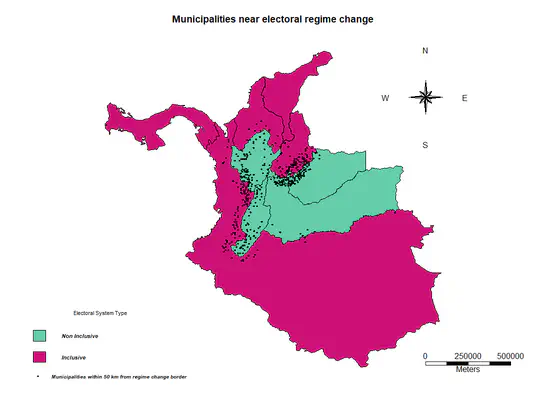 Municipalities near electoral regime change
N
W
E
S
Electoral System Type
Non Inclusive
Inclusive
Municipalities within 50 km from regime change border
0 250000 500000
Meters